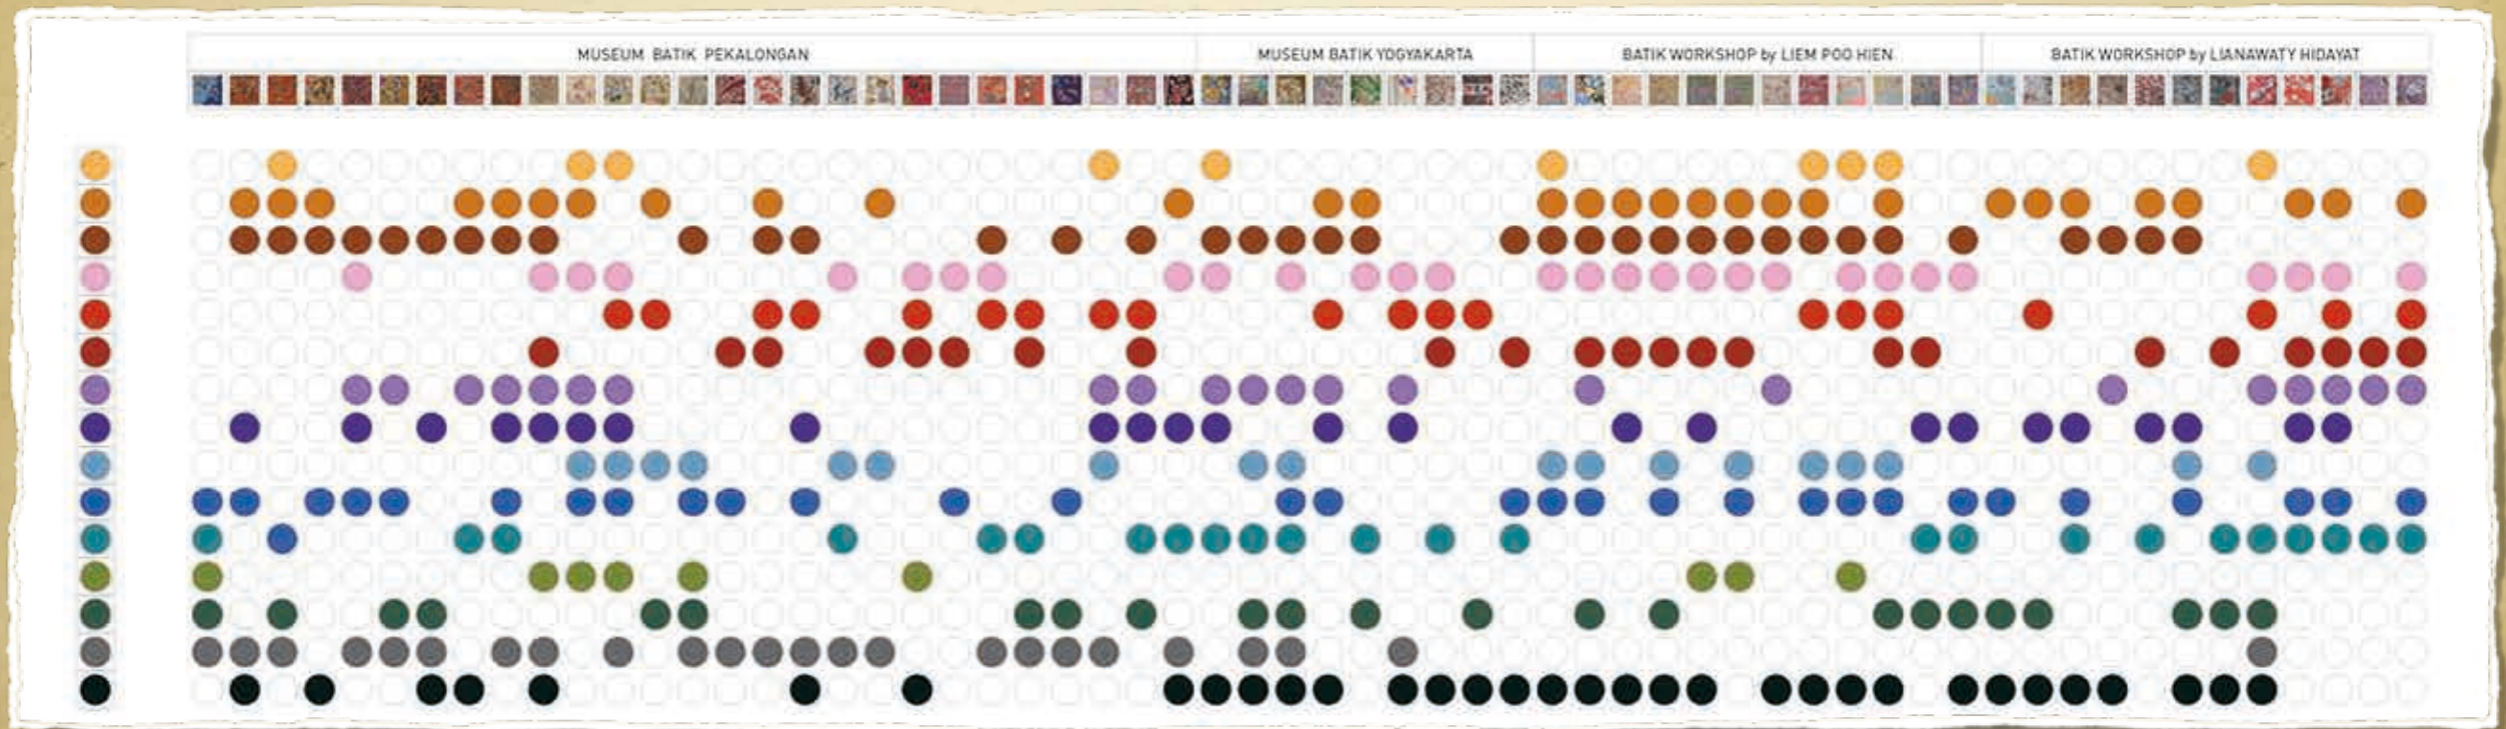 MUSEUM BATIK PEKALONGAN
MUSEUM BATIK YOGYAKARTA
BATIK WORKSHOP by LIEM POO HIEN
BATIK WORKSHOP by LIANAWATY HIDAYAT